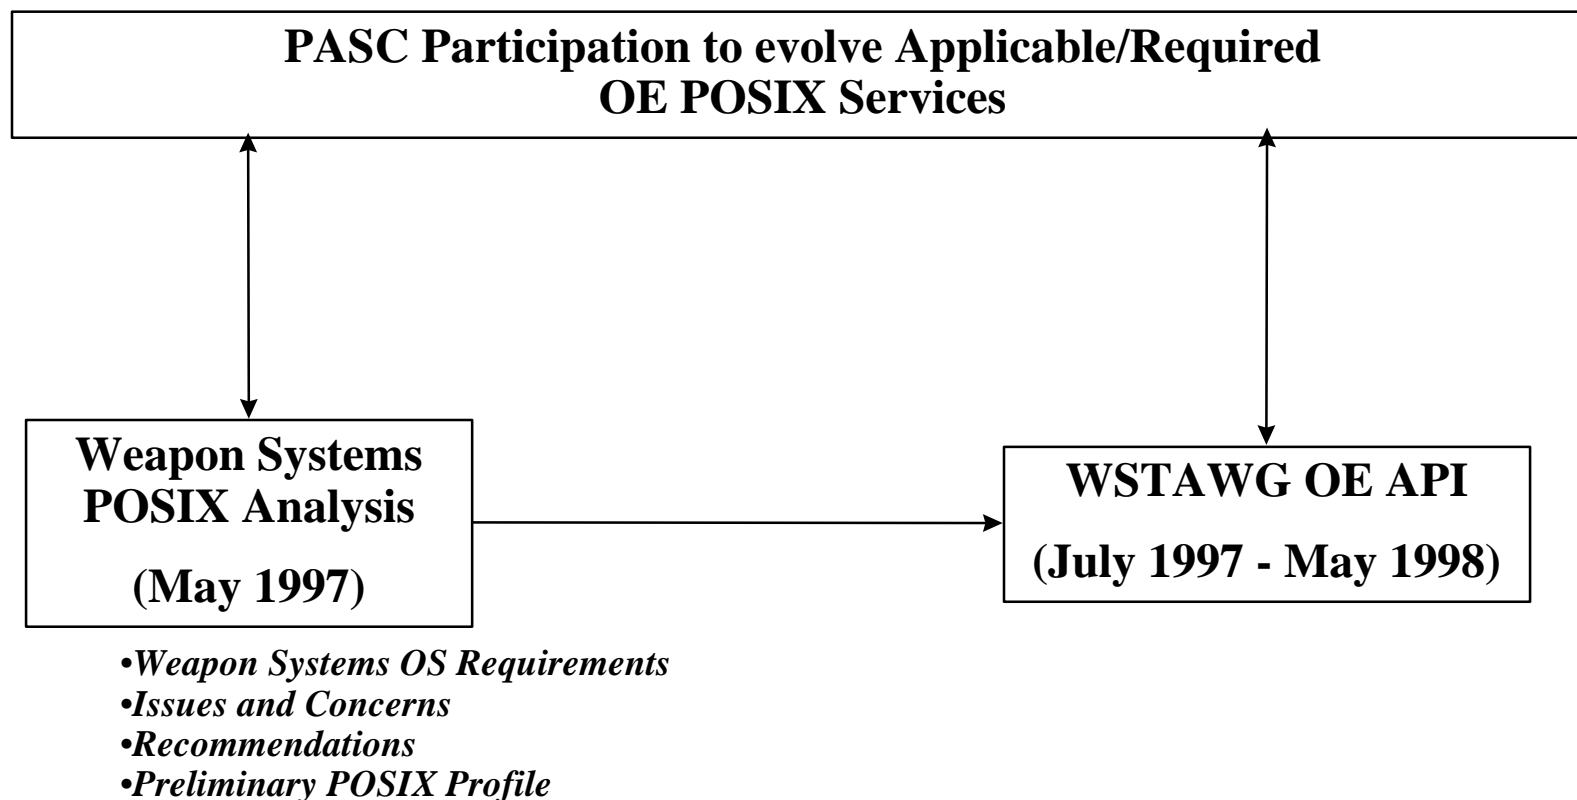 PASC Participation to evolve Applicable/Required
OE POSIX Services
Weapon Systems
POSIX Analysis
(May 1997)
•Weapon Systems OS Requirements
•Issues and Concerns
•Recommendations
•Preliminary POSIX Profile
WSTAWG OE API
(July 1997 - May 1998)